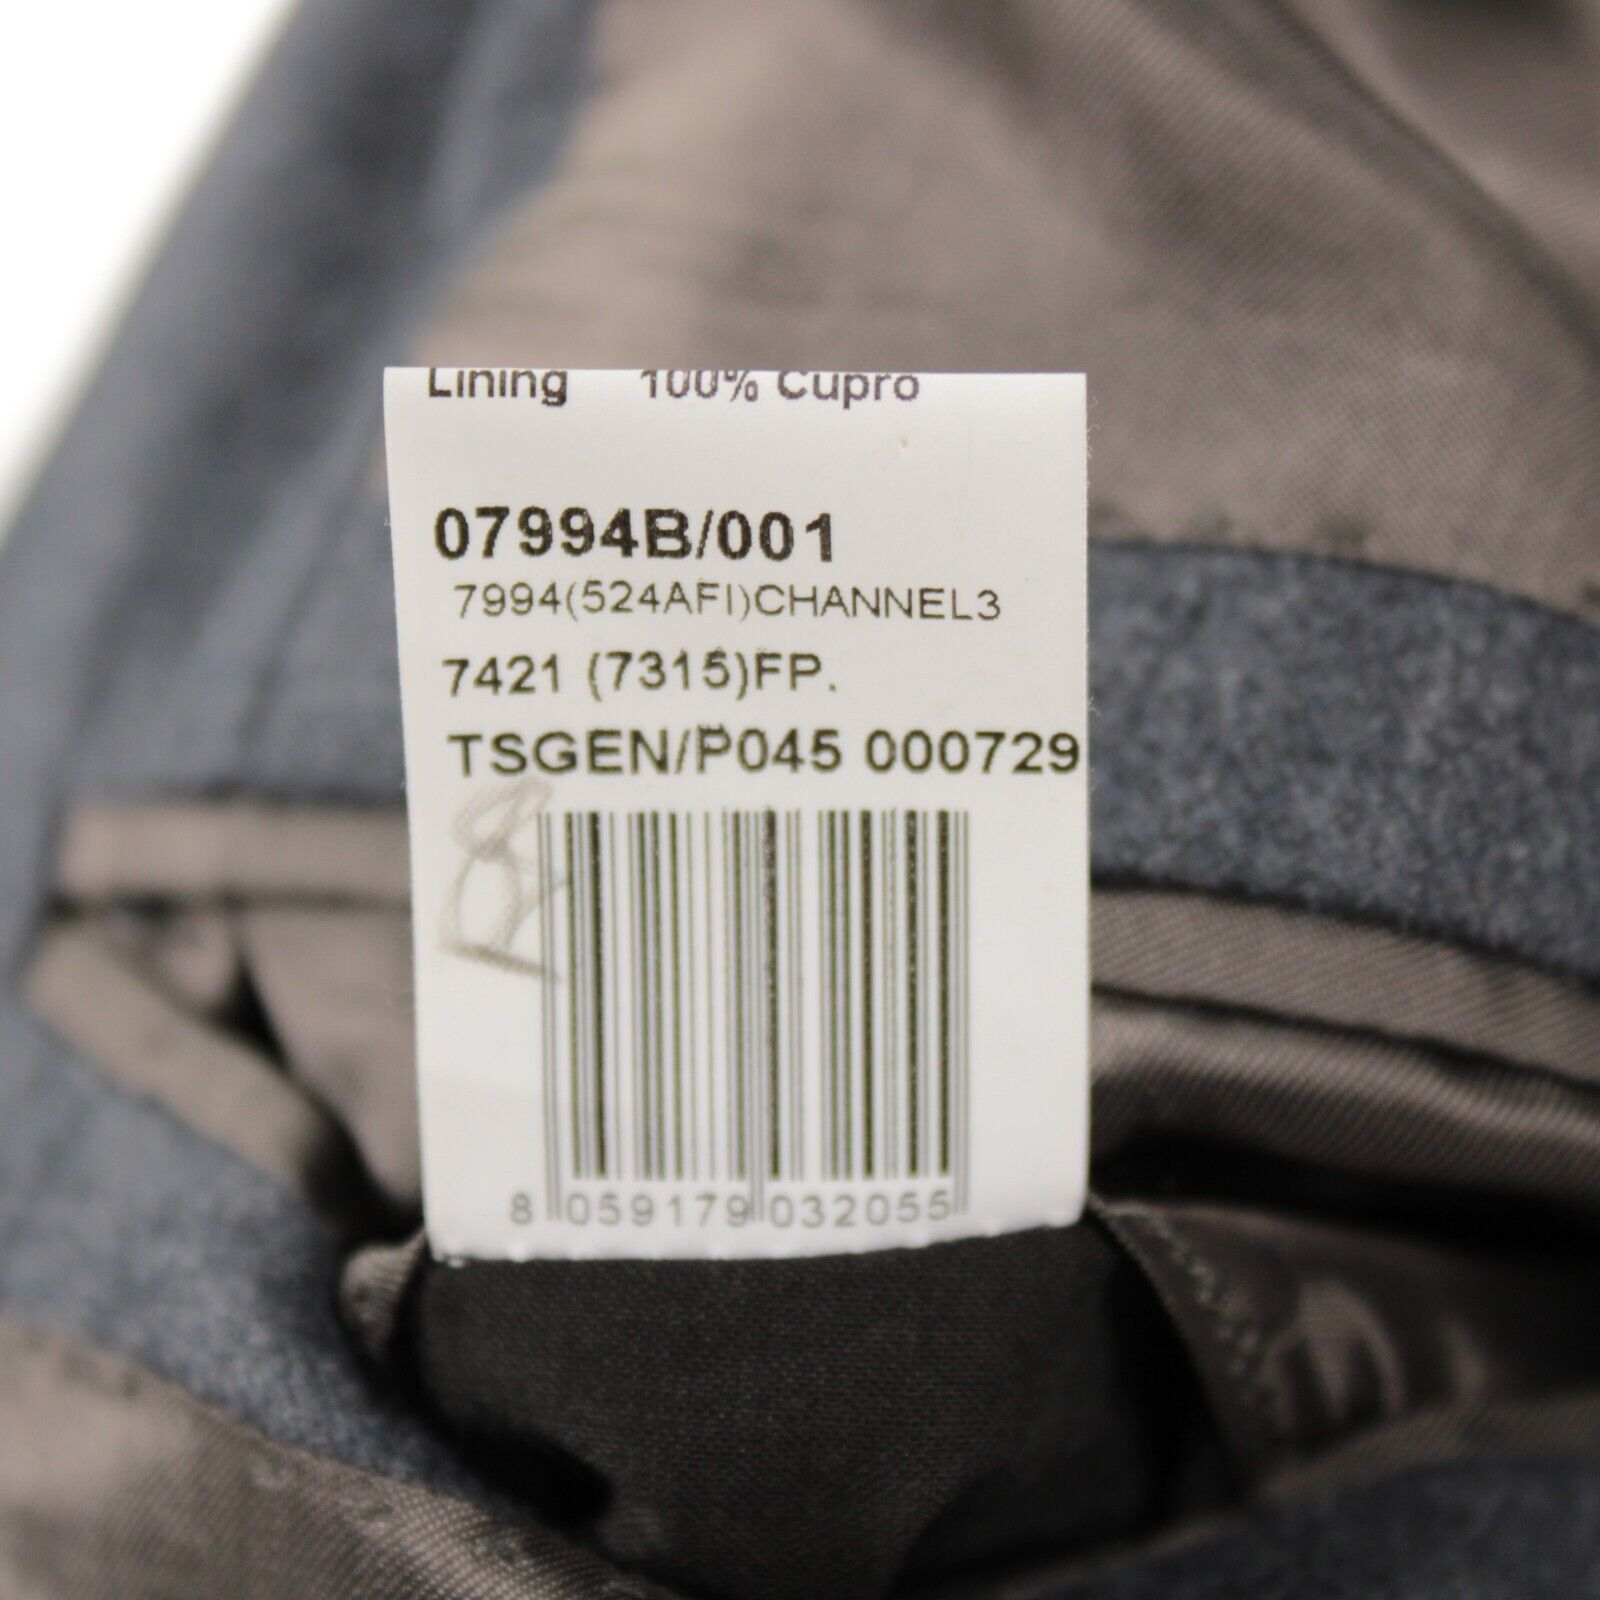 Lining 100% Cupro
07994B/001
7994(524AFI)CHANNEL3
7421 (7315)FP.
TSGEN/P045 000729
8 059179 032055